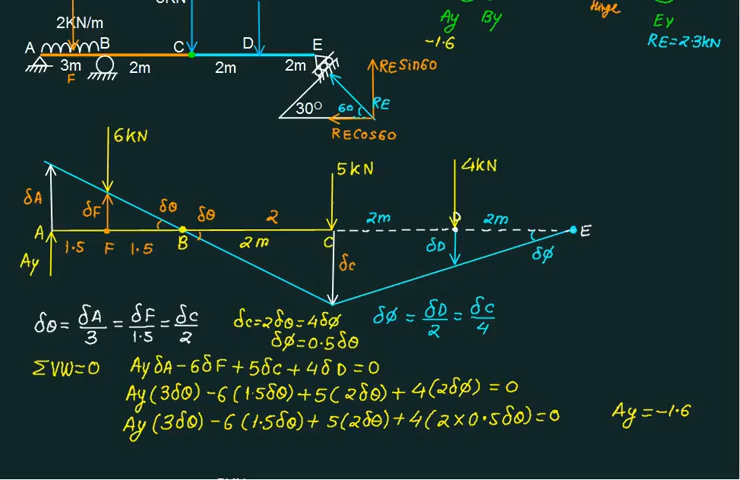 2KN/m
Ay By
-1.6
Hinge
Ey
RE=2.3KN
A B C D E
3m 2m 2m 2m
F
30° 60 RE
RESin60
RECOS60
6KN 5KN 4KN
δA δF δθ δθ 2 2m D 2m
A 1.5 F 1.5 B 2m C δD δφ E
Ay δc
δθ = δA/3 = δF/1.5 = δc/2
δc=2δθ=4δφ
δφ=0.5δθ
δφ = δD/2 = δc/4
ΣVW=0 AyδA-6δF+5δc+4δD=0
Ay(3δθ)-6(1.5δθ)+5(2δθ)+4(2δφ)=0
Ay(3δθ)-6(1.5δθ)+5(2δθ)+4(2×0.5δθ)=0 Ay=-1.6